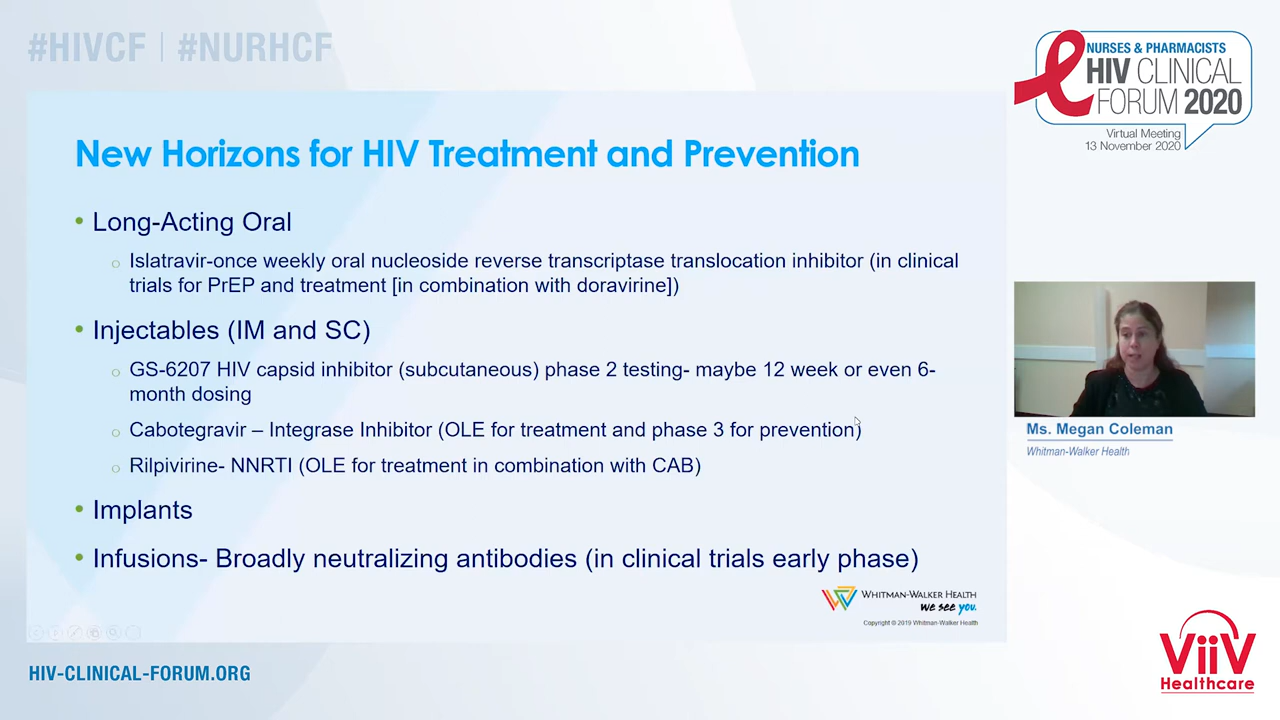 #HIVCF | #NURHCF
NURSES & PHARMACISTS
HIV CLINICAL
FORUM 2020
Virtual Meeting
13 November 2020
New Horizons for HIV Treatment and Prevention
• Long-Acting Oral
o Islatravir-once weekly oral nucleoside reverse transcriptase translocation inhibitor (in clinical
trials for PrEP and treatment [in combination with doravirine])
• Injectables (IM and SC)
o GS-6207 HIV capsid inhibitor (subcutaneous) phase 2 testing- maybe 12 week or even 6-
month dosing
o Cabotegravir – Integrase Inhibitor (OLE for treatment and phase 3 for prevention)
o Rilpivirine- NNRTI (OLE for treatment in combination with CAB)
• Implants
• Infusions- Broadly neutralizing antibodies (in clinical trials early phase)
WHITMAN-WALKER HEALTH
we see you.
Copyright © 2019 Whitman-Walker Health
Ms. Megan Coleman
Whitman-Walker Health
HIV-CLINICAL-FORUM.ORG
ViiV
Healthcare